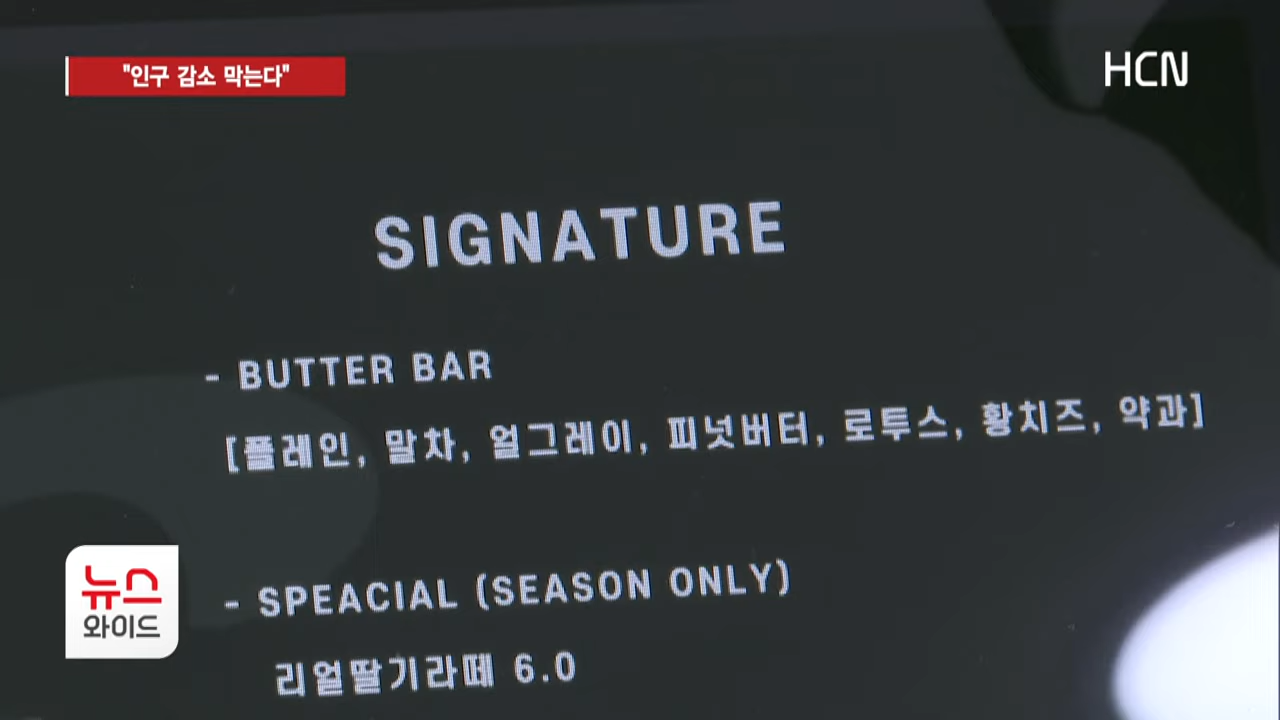 "인구 감소 막는다"
HCN
SIGNATURE
- BUTTER BAR
[플레인, 말차, 얼그레이, 피넛버터, 로투스, 황치즈, 약과]
- SPEACIAL (SEASON ONLY)
리얼딸기라떼 6.0
뉴스
와이드